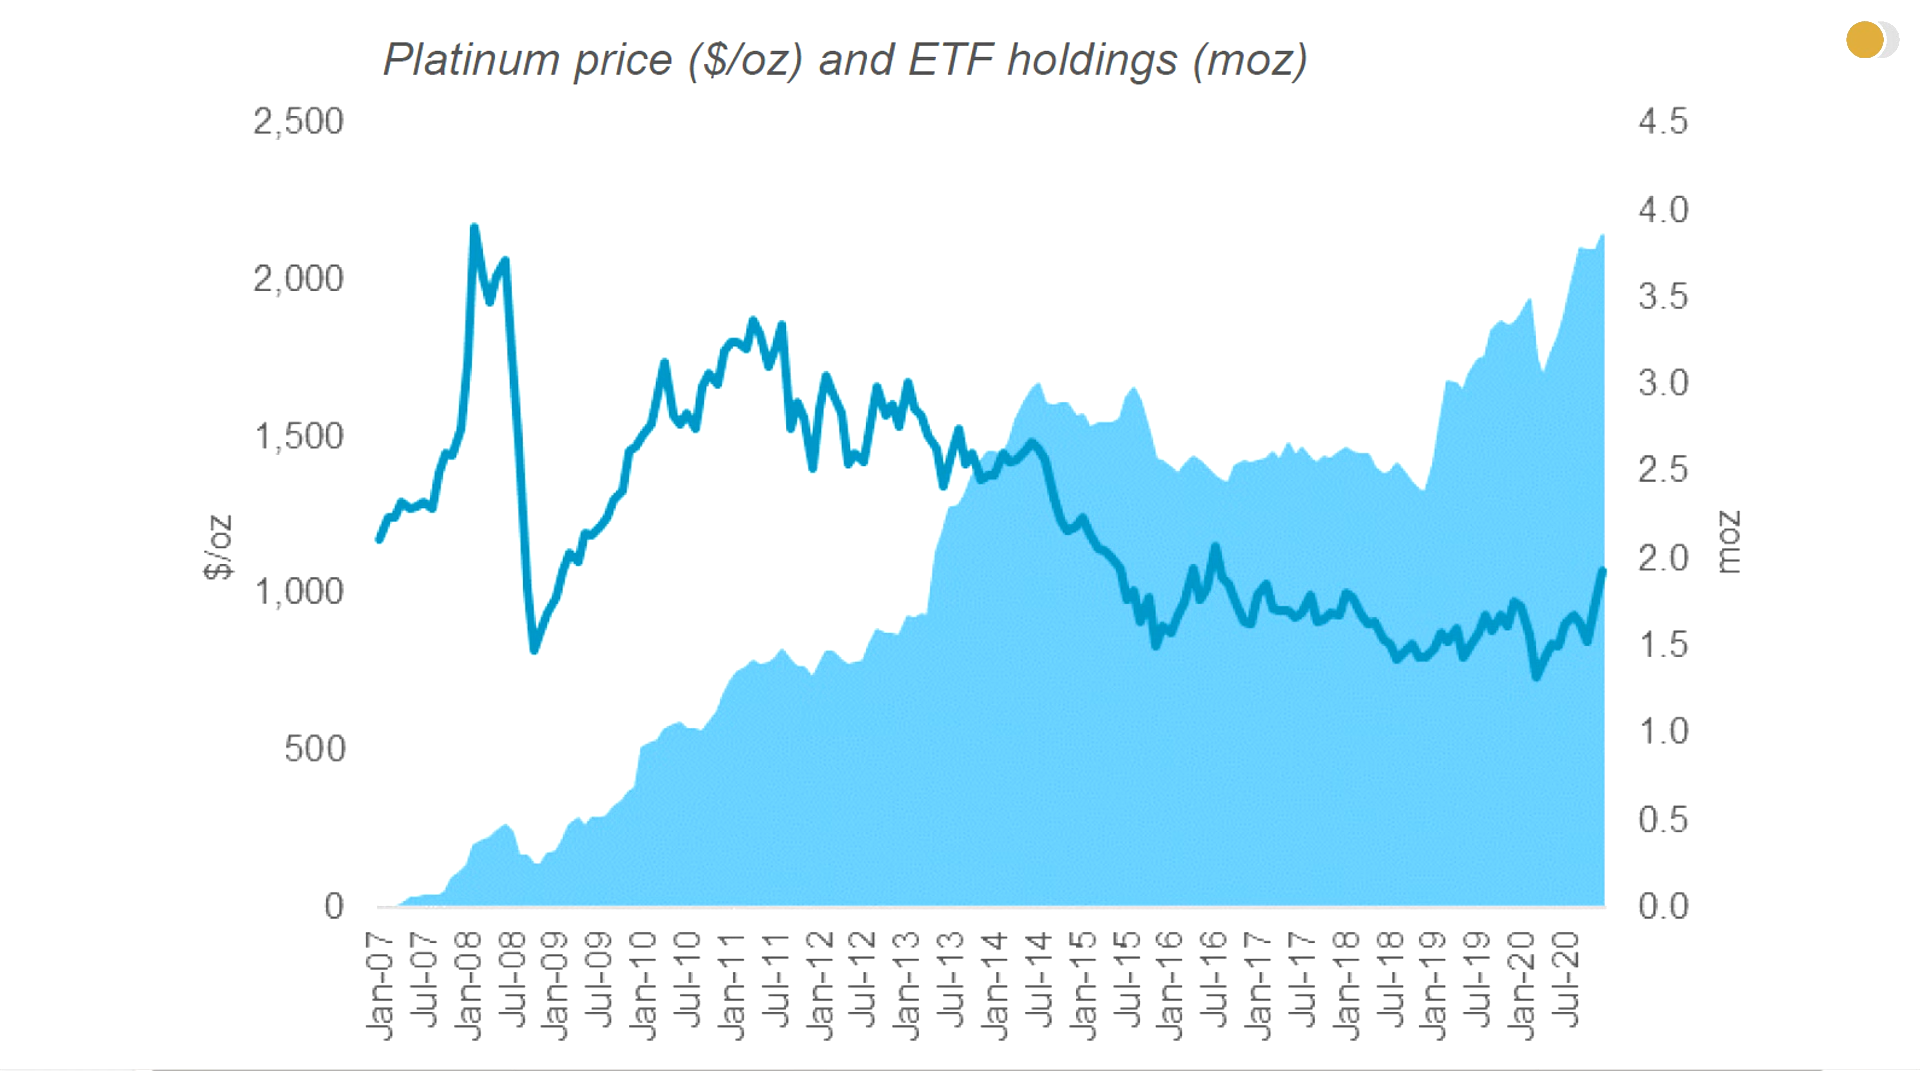 Platinum price ($/oz) and ETF holdings (moz)
2,500
2,000
1,500
1,000
500
0
$/oz
4.5
4.0
3.5
3.0
2.5
2.0
1.5
1.0
0.5
0.0
moz
Jan-07
Jul-07
Jan-08
Jul-08
Jan-09
Jul-09
Jan-10
Jul-10
Jan-11
Jul-11
Jan-12
Jul-12
Jan-13
Jul-13
Jan-14
Jul-14
Jan-15
Jul-15
Jan-16
Jul-16
Jan-17
Jul-17
Jan-18
Jul-18
Jan-19
Jul-19
Jan-20
Jul-20